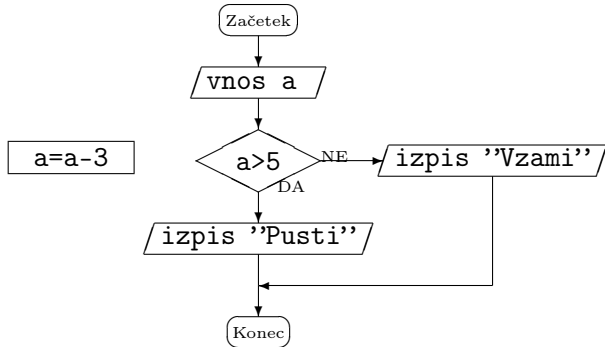 Začetek
vnos a
a=a-3
a>5
NE
izpis ”Vzami”
DA
izpis ”Pusti”
Konec